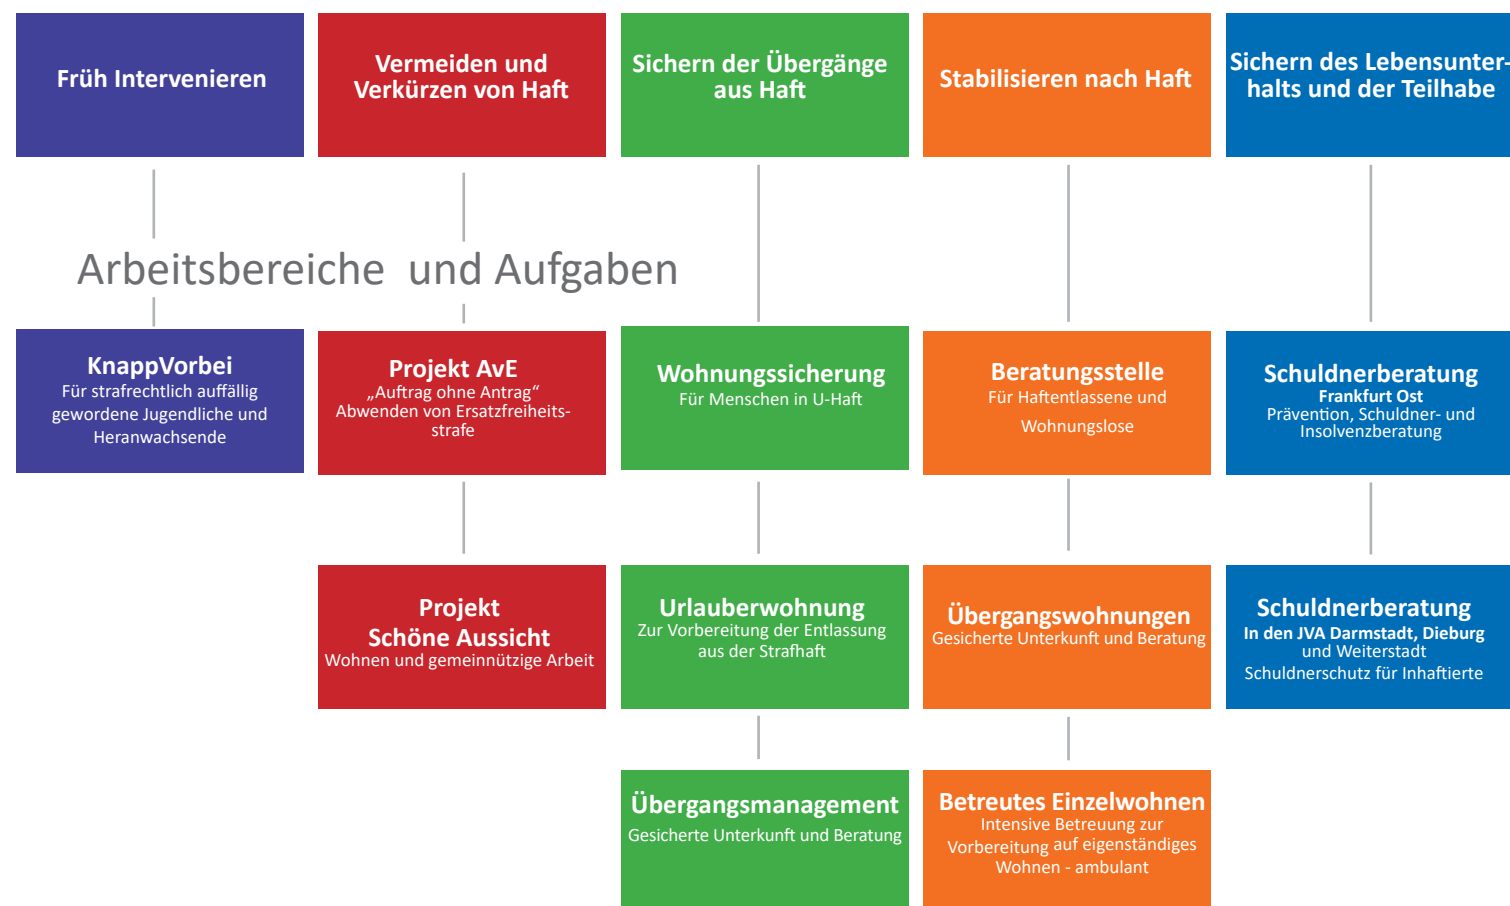 Früh Intervenieren
Vermeiden und
Verkürzen von Haft
Sichern der Übergänge
aus Haft
Stabilisieren nach Haft
Sichern des Lebensunter-
halts und der Teilhabe
Arbeitsbereiche und Aufgaben
KnappVorbei
Für strafrechtlich auffällig
gewordene Jugendliche und
Heranwachsende
Projekt AvE
„Auftrag ohne Antrag“
Abwenden von Ersatzfreiheits-
strafe
Wohnungssicherung
Für Menschen in U-Haft
Beratungsstelle
Für Haftentlassene und
Wohnungslose
Schuldnerberatung
Frankfurt Ost
Prävention, Schuldner- und
Insolvenzberatung
Projekt
Schöne Aussicht
Wohnen und gemeinnützige Arbeit
Urlauberwohnung
Zur Vorbereitung der Entlassung
aus der Strafhaft
Übergangswohnungen
Gesicherte Unterkunft und Beratung
Schuldnerberatung
In den JVA Darmstadt, Dieburg
und Weiterstadt
Schuldnerschutz für Inhaftierte
Übergangsmanagement
Gesicherte Unterkunft und Beratung
Betreutes Einzelwohnen
Intensive Betreuung zur
Vorbereitung auf eigenständiges
Wohnen - ambulant